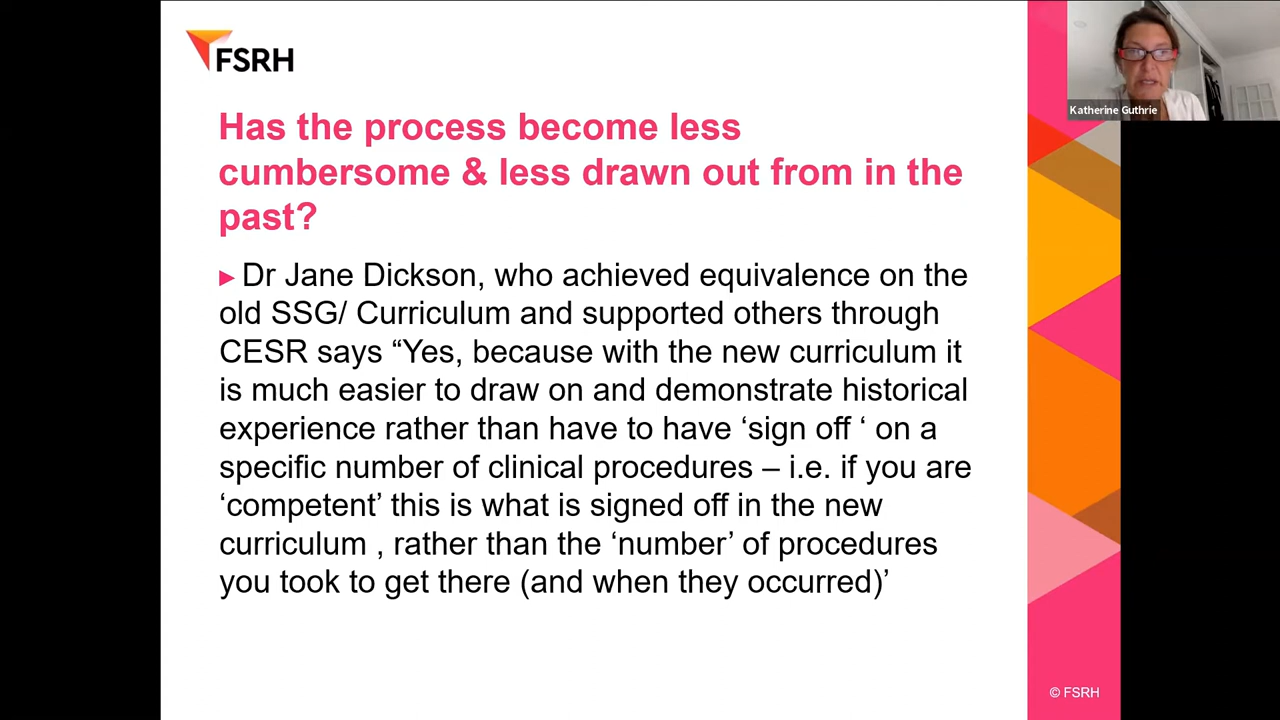 FSRH
Katherine Guthrie
Has the process become less
cumbersome & less drawn out from in the
past?
Dr Jane Dickson, who achieved equivalence on the
old SSG/ Curriculum and supported others through
CESR says “Yes, because with the new curriculum it
is much easier to draw on and demonstrate historical
experience rather than have to have ‘sign off ‘ on a
specific number of clinical procedures – i.e. if you are
‘competent’ this is what is signed off in the new
curriculum , rather than the ‘number’ of procedures
you took to get there (and when they occurred)’
© FSRH